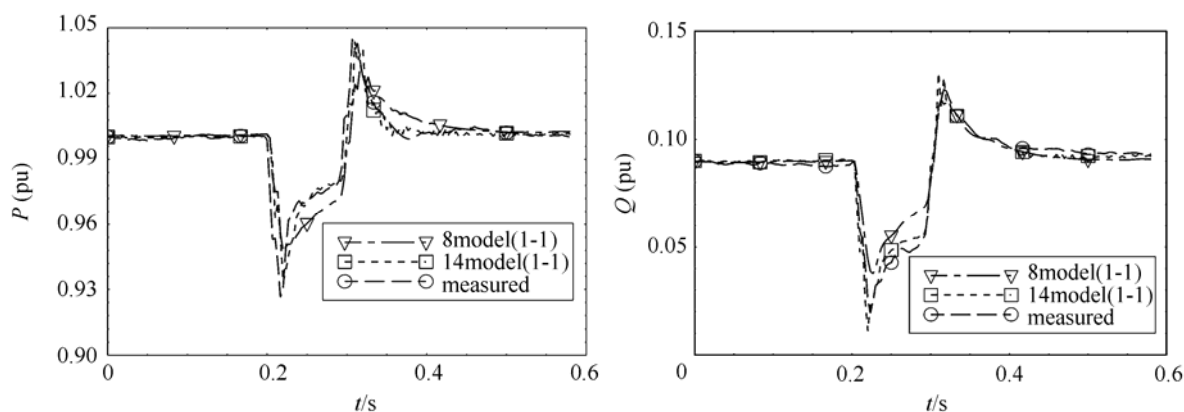 1.05
1.02
0.99
0.96
0.93
0.90
P (pu)
8model(1-1)
14model(1-1)
measured
0
0.2
0.4
0.6
t/s
0.15
0.10
0.05
Q (pu)
8model(1-1)
14model(1-1)
measured
0
0.2
0.4
0.6
t/s